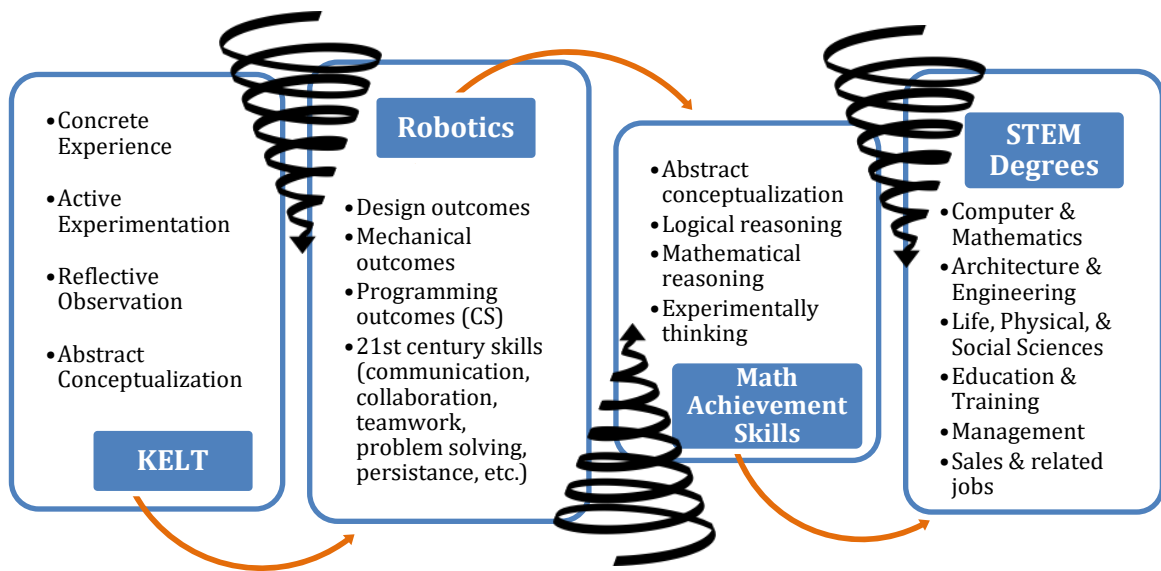 •Concrete
Experience
•Active
Experimentation
•Reflective
Observation
•Abstract
Conceptualization
KELT
Robotics
•Design outcomes
•Mechanical
outcomes
•Programming
outcomes (CS)
•21st century skills
(communication,
collaboration,
teamwork,
problem solving,
persistance, etc.)
•Abstract
conceptualization
•Logical reasoning
•Mathematical
reasoning
•Experimentally
thinking
Math
Achievement
Skills
STEM
Degrees
•Computer &
Mathematics
•Architecture &
Engineering
•Life, Physical, &
Social Sciences
•Education &
Training
•Management
•Sales & related
jobs